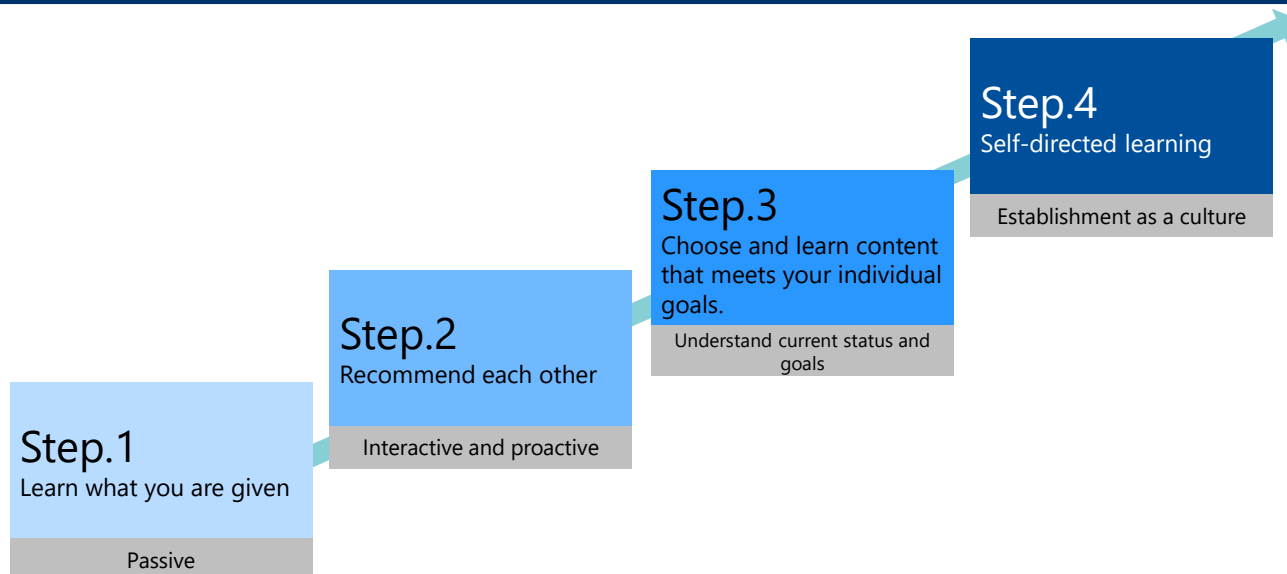 Step.1
Learn what you are given
Passive
Step.2
Recommend each other
Interactive and proactive
Step.3
Choose and learn content
that meets your individual
goals.
Understand current status and
goals
Step.4
Self-directed learning
Establishment as a culture